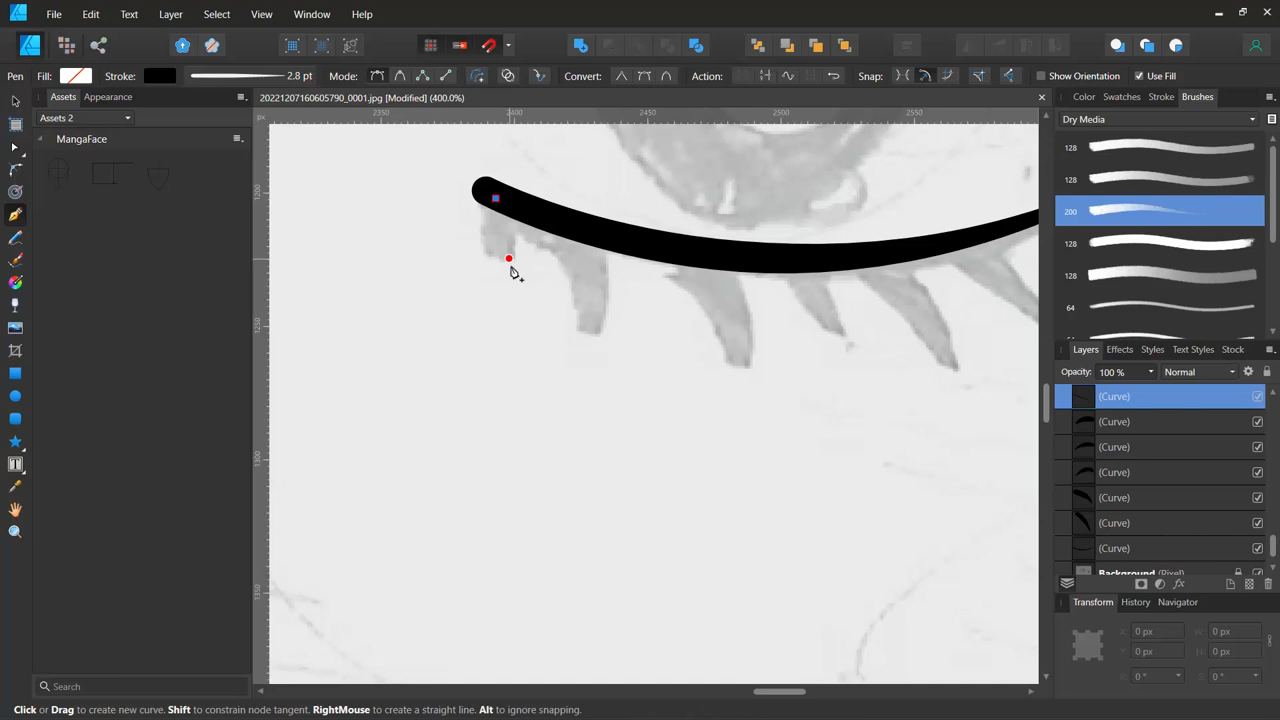 File Edit Text Layer Select View Window Help
Pen Fill: Stroke: 2.8 pt Mode: Convert: Action: Snap: Show Orientation Use Fill
Assets Appearance
20221207160605790_0001.jpg [Modified] (400.0%)
Color Swatches Stroke Brushes
Assets 2
px 2350 2400 2450 2500 2550
Dry Media
MangaFace
128
128
200
128
128
64
1200
1250
1300
1350
Layers Effects Styles Text Styles Stock
Opacity: 100 % Normal
(Curve)
(Curve)
(Curve)
(Curve)
(Curve)
(Curve)
(Curve)
Background (Pixel)
Transform History Navigator
X: 0 px W: 0 px
Y: 0 px H: 0 px
R: 0 ° S: 0 °
Search
Click or Drag to create new curve. Shift to constrain node tangent. RightMouse to create a straight line. Alt to ignore snapping.